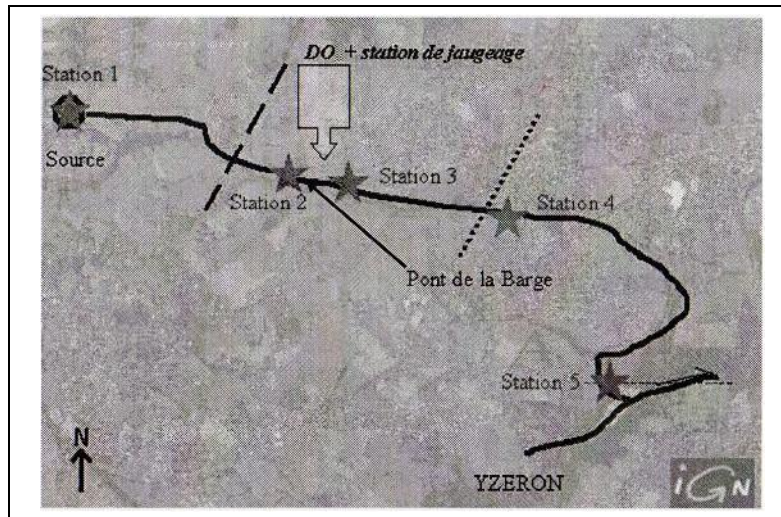 DO + station de jaugeage
Station 1
Source
Station 2
Station 3
Station 4
Pont de la Barge
Station 5
N
YZERON
iGN